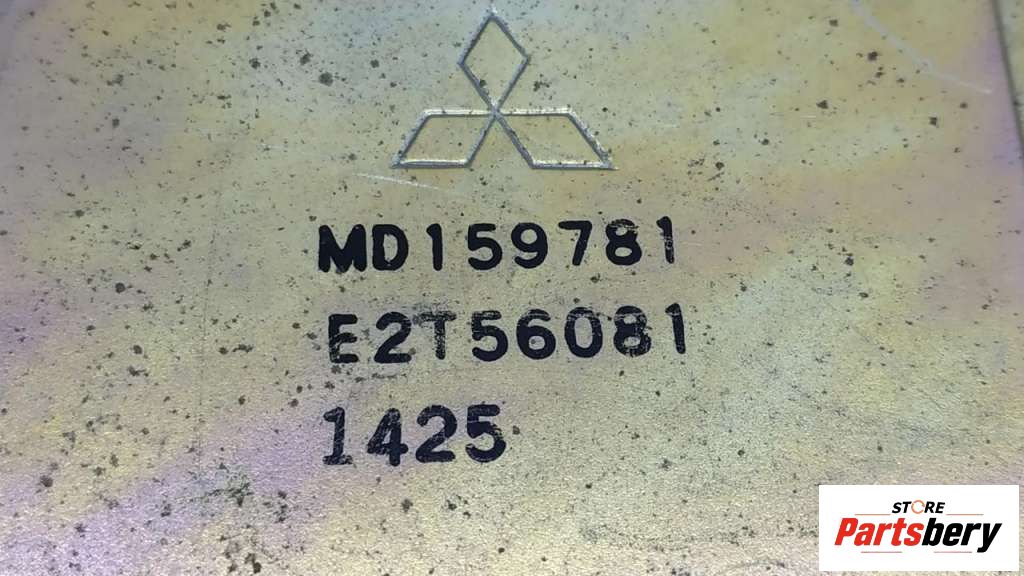 MD159781
E2T56081
1425
STORE
Partsbery